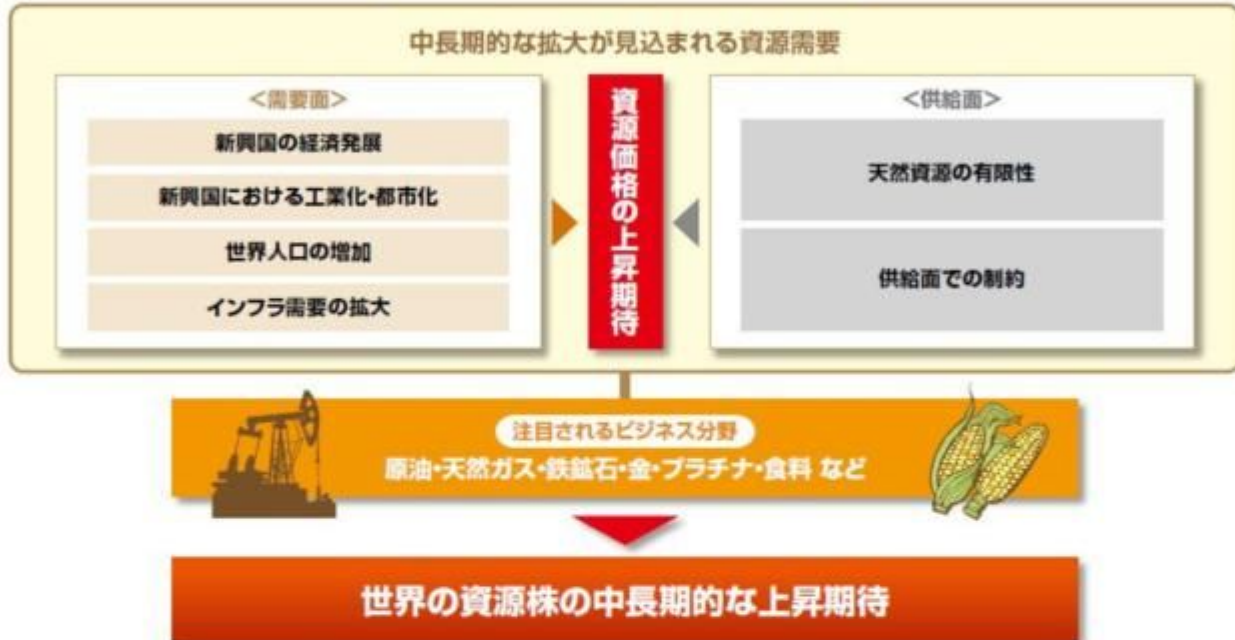 中長期的な拡大が見込まれる資源需要
＜需要面＞
新興国の経済発展
新興国における工業化・都市化
世界人口の増加
インフラ需要の拡大
資源価格の上昇期待
＜供給面＞
天然資源の有限性
供給面での制約
注目されるビジネス分野
原油・天然ガス・鉄鉱石・金・プラチナ・食料 など
世界の資源株の中長期的な上昇期待